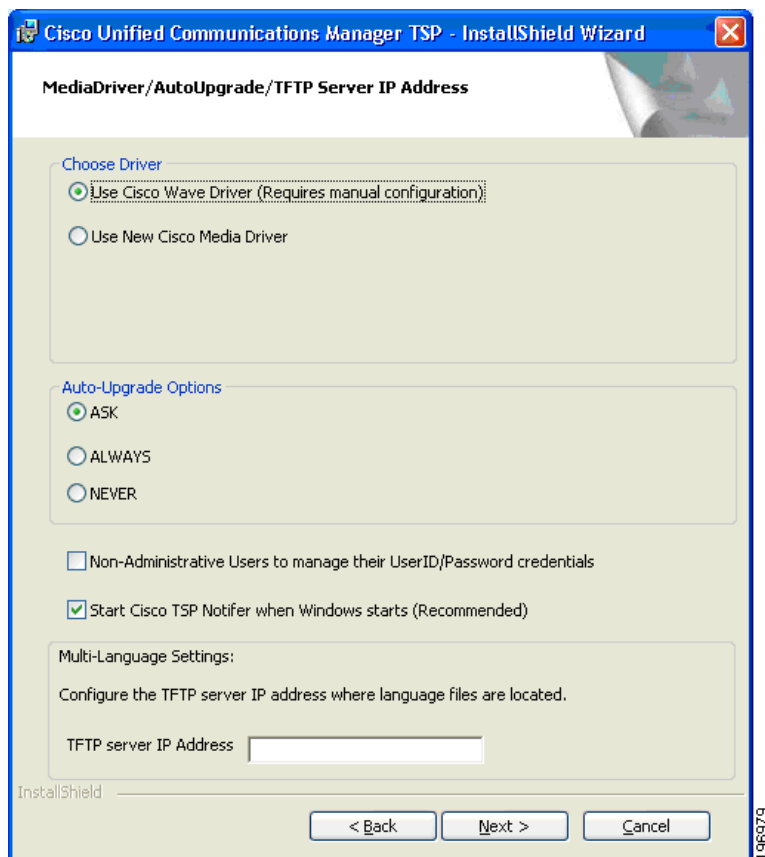 Cisco Unified Communications Manager TSP - InstallShield Wizard
MediaDriver/AutoUpgrade/TFTP Server IP Address
Choose Driver
Use Cisco Wave Driver (Requires manual configuration)
Use New Cisco Media Driver
Auto-Upgrade Options
ASK
ALWAYS
NEVER
Non-Administrative Users to manage their UserID/Password credentials
Start Cisco TSP Notifer when Windows starts (Recommended)
Multi-Language Settings:
Configure the TFTP server IP address where language files are located.
TFTP server IP Address
InstallShield
< Back
Next >
Cancel
196979